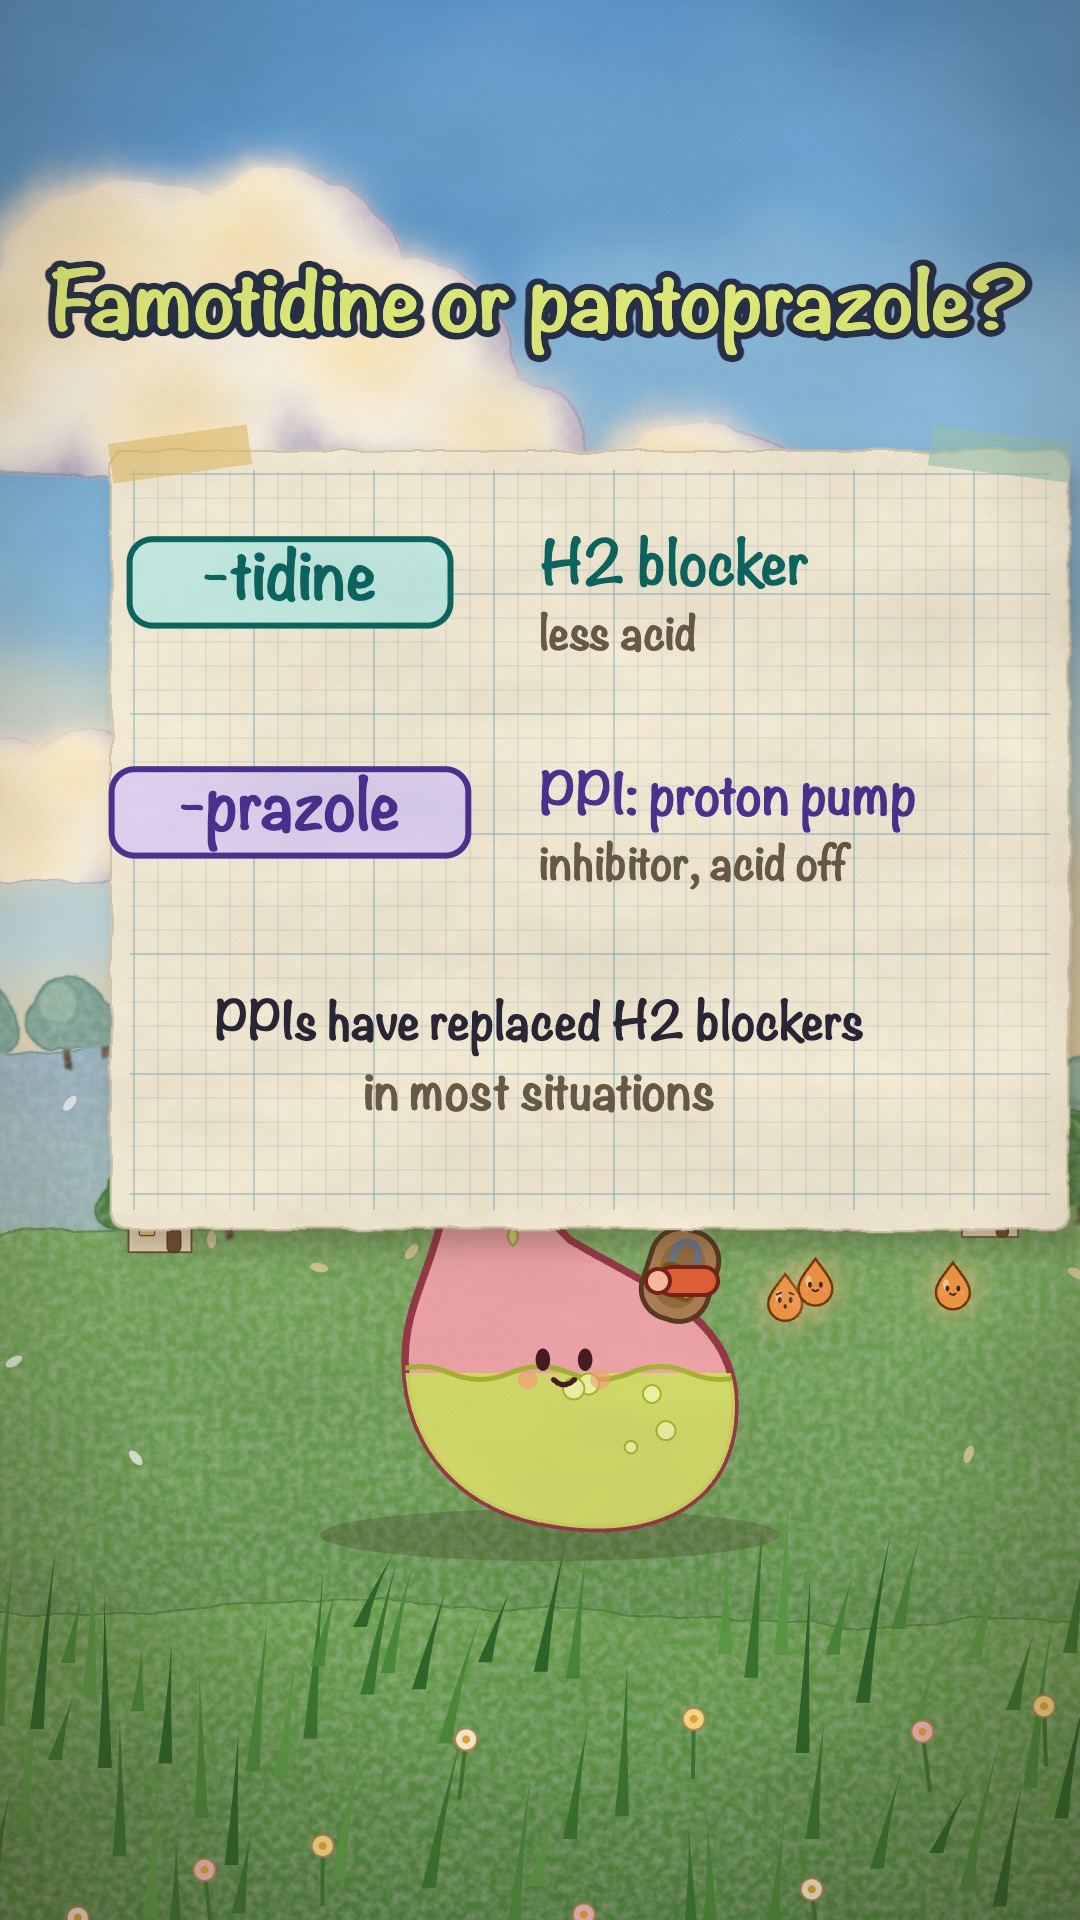 Famotidine or pantoprazole?
-tidine
H2 blocker
less acid
-prazole
PPI: proton pump
inhibitor, acid off
PPIs have replaced H2 blockers
in most situations